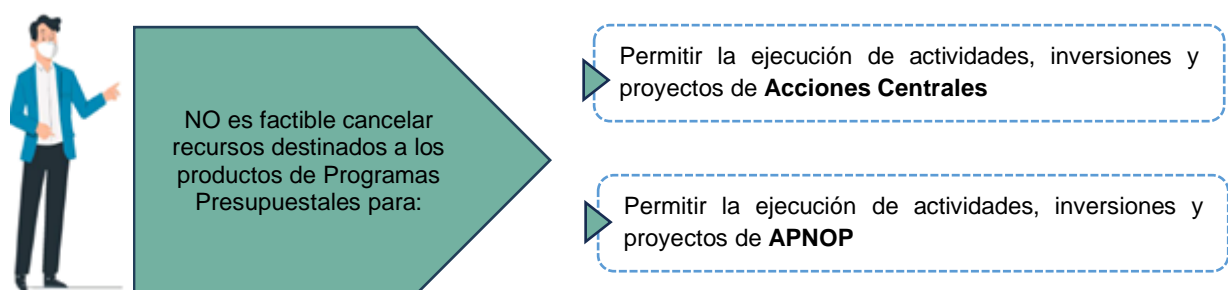 NO es factible cancelar
recursos destinados a los
productos de Programas
Presupuestales para:
Permitir la ejecución de actividades, inversiones y
proyectos de Acciones Centrales
Permitir la ejecución de actividades, inversiones y
proyectos de APNOP